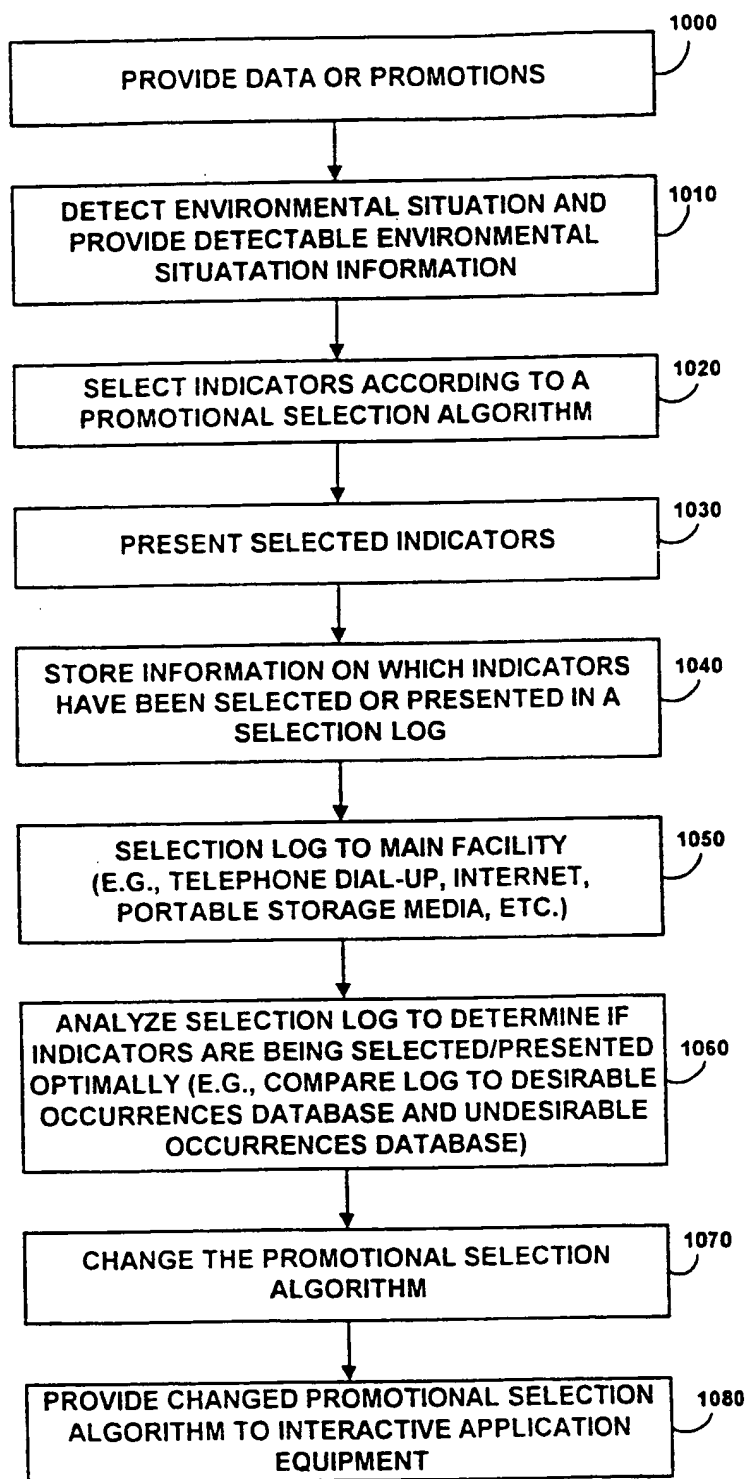 1000
PROVIDE DATA OR PROMOTIONS
1010
DETECT ENVIRONMENTAL SITUATION AND
PROVIDE DETECTABLE ENVIRONMENTAL
SITUATATION INFORMATION
1020
SELECT INDICATORS ACCORDING TO A
PROMOTIONAL SELECTION ALGORITHM
1030
PRESENT SELECTED INDICATORS
1040
STORE INFORMATION ON WHICH INDICATORS
HAVE BEEN SELECTED OR PRESENTED IN A
SELECTION LOG
1050
SELECTION LOG TO MAIN FACILITY
(E.G., TELEPHONE DIAL-UP, INTERNET,
PORTABLE STORAGE MEDIA, ETC.)
1060
ANALYZE SELECTION LOG TO DETERMINE IF
INDICATORS ARE BEING SELECTED/PRESENTED
OPTIMALLY (E.G., COMPARE LOG TO DESIRABLE
OCCURRENCES DATABASE AND UNDESIRABLE
OCCURRENCES DATABASE)
1070
CHANGE THE PROMOTIONAL SELECTION
ALGORITHM
1080
PROVIDE CHANGED PROMOTIONAL SELECTION
ALGORITHM TO INTERACTIVE APPLICATION
EQUIPMENT